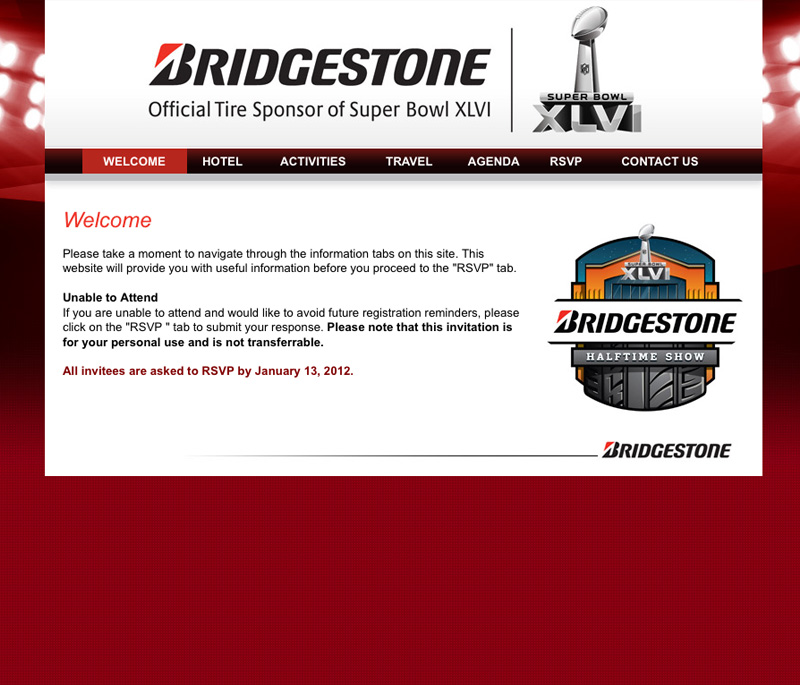 BRIDGESTONE
Official Tire Sponsor of Super Bowl XLVI
SUPER BOWL
XLVI
WELCOME HOTEL ACTIVITIES TRAVEL AGENDA RSVP CONTACT US
Welcome
Please take a moment to navigate through the information tabs on this site. This
website will provide you with useful information before you proceed to the "RSVP" tab.
Unable to Attend
If you are unable to attend and would like to avoid future registration reminders, please
click on the "RSVP " tab to submit your response. Please note that this invitation is
for your personal use and is not transferrable.
All invitees are asked to RSVP by January 13, 2012.
SUPER BOWL
XLVI
BRIDGESTONE
HALFTIME SHOW
BRIDGESTONE